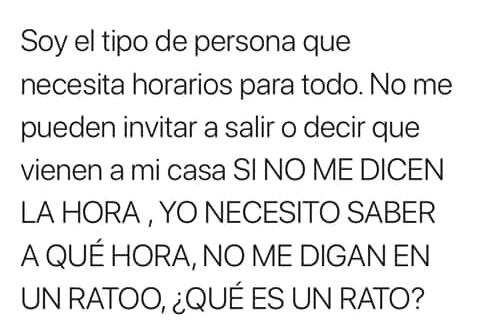 Soy el tipo de persona que
necesita horarios para todo. No me
pueden invitar a salir o decir que
vienen a mi casa SI NO ME DICEN
LA HORA , YO NECESITO SABER
A QUÉ HORA, NO ME DIGAN EN
UN RATOO, ¿QUÉ ES UN RATO?